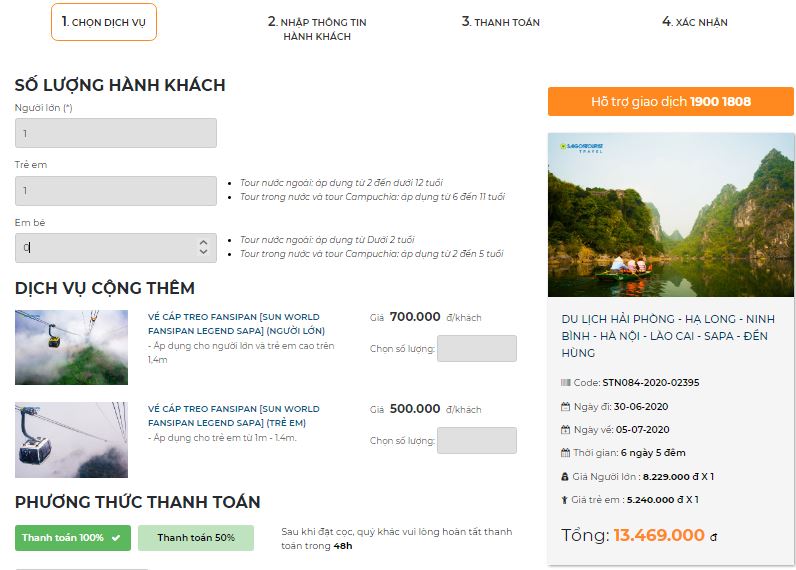 1. CHỌN DỊCH VỤ
2. NHẬP THÔNG TIN
HÀNH KHÁCH
3. THANH TOÁN
4. XÁC NHẬN
SỐ LƯỢNG HÀNH KHÁCH
Người lớn (*)
1
Trẻ em
1
Tour nước ngoài: áp dụng từ 2 đến dưới 12 tuổi
Tour trong nước và tour Campuchia: áp dụng từ 6 đến 11 tuổi
Em bé
0
Tour nước ngoài: áp dụng từ Dưới 2 tuổi
Tour trong nước và tour Campuchia: áp dụng từ 2 đến 5 tuổi
DỊCH VỤ CỘNG THÊM
VÉ CÁP TREO FANSIPAN [SUN WORLD
FANSIPAN LEGEND SAPA] (NGƯỜI LỚN)
- Áp dụng cho người lớn và trẻ em cao trên
1,4m
Giá 700.000 đ/khách
Chọn số lượng:
VÉ CÁP TREO FANSIPAN [SUN WORLD
FANSIPAN LEGEND SAPA] (TRẺ EM)
- Áp dụng cho trẻ em từ 1m - 1.4m.
Giá 500.000 đ/khách
Chọn số lượng:
PHƯƠNG THỨC THANH TOÁN
Thanh toán 100%
Thanh toán 50%
Sau khi đặt cọc, quý khác vui lòng hoàn tất thanh
toán trong 48h
Hỗ trợ giao dịch 1900 1808
SAIGONTOURIST
TRAVEL
DU LỊCH HẢI PHÒNG - HẠ LONG - NINH
BÌNH - HÀ NỘI - LÀO CAI - SAPA - ĐỀN
HÙNG
Code: STN084-2020-02395
Ngày đi: 30-06-2020
Ngày về: 05-07-2020
Thời gian: 6 ngày 5 đêm
Giá Người lớn : 8.229.000 đ X 1
Giá trẻ em : 5.240.000 đ X 1
Tổng: 13.469.000 đ